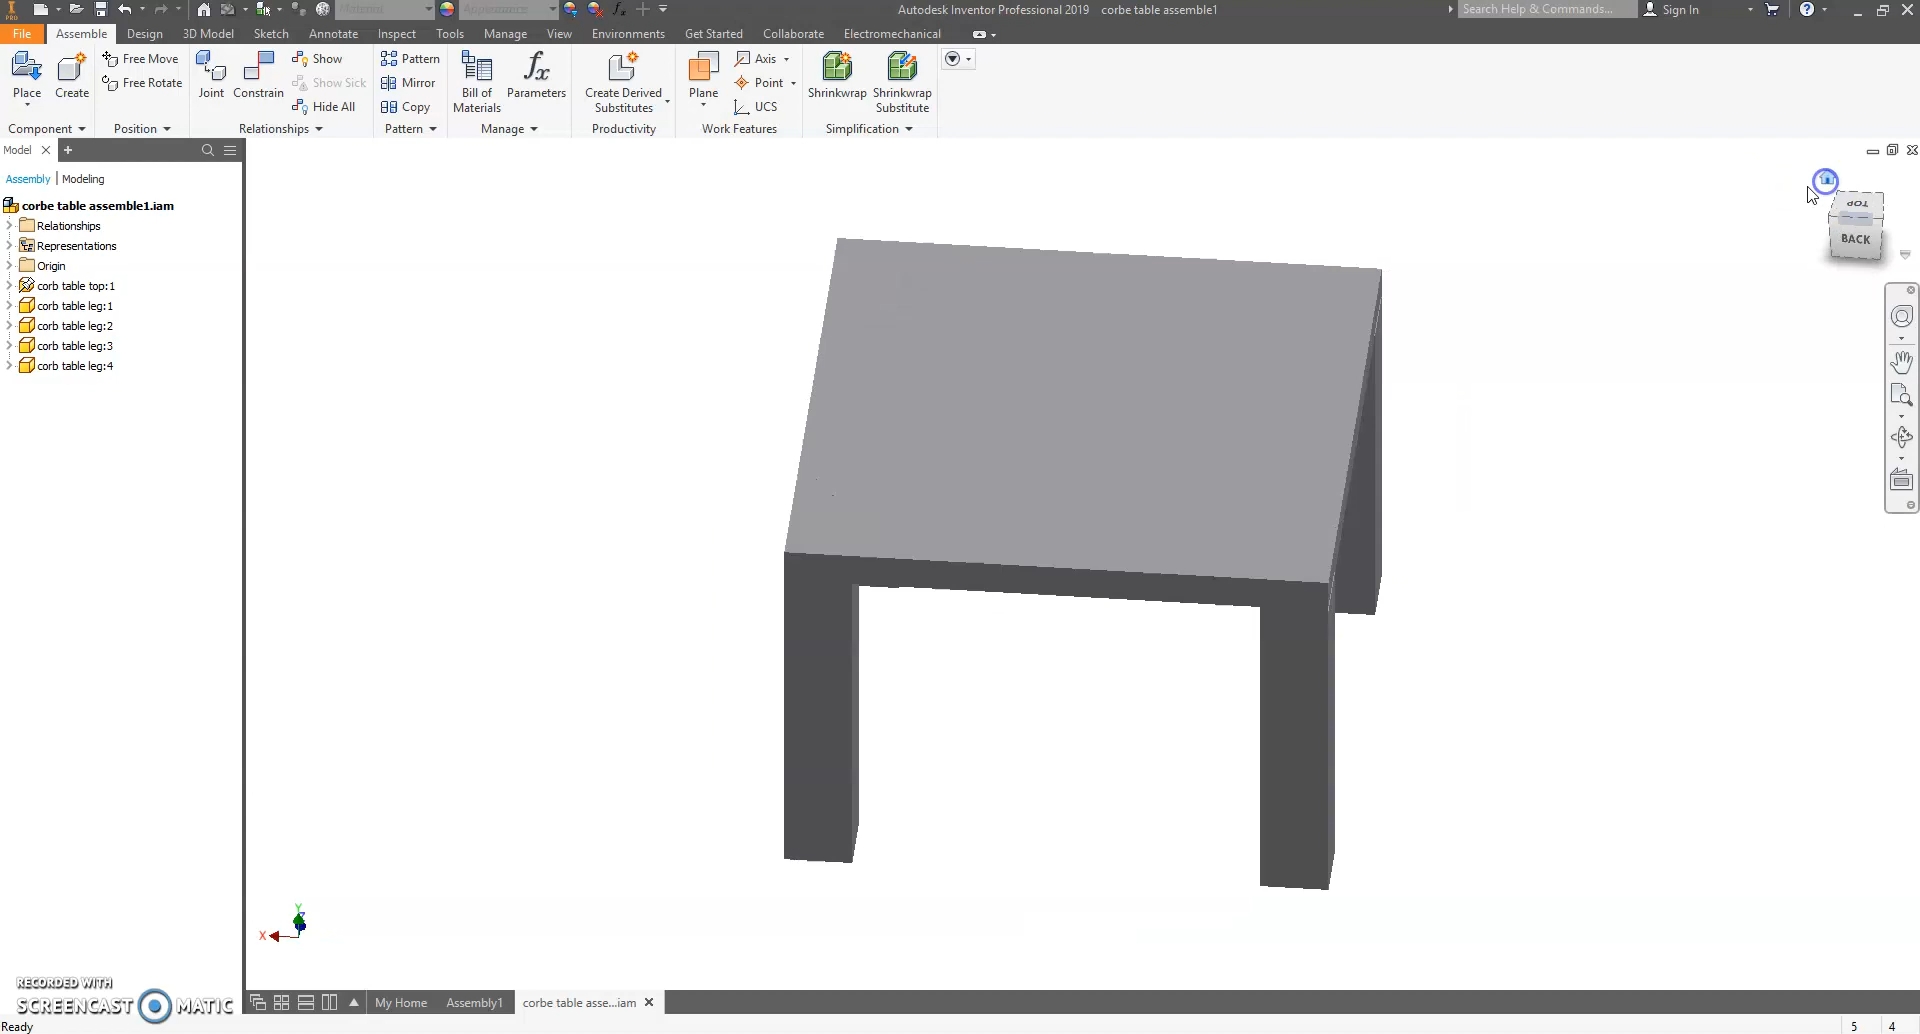 PRO
Material
Appearance
Autodesk Inventor Professional 2019 corbe table assemble1
Search Help & Commands...
Sign In
File Assemble Design 3D Model Sketch Annotate Inspect Tools Manage View Environments Get Started Collaborate Electromechanical
Place
Create
Free Move
Free Rotate
Joint
Constrain
Show
Show Sick
Hide All
Pattern
Mirror
Copy
Bill of
Materials
fx
Parameters
Create Derived
Substitutes
Plane
Axis
Point
UCS
Shrinkwrap
Shrinkwrap
Substitute
Component Position Relationships Pattern Manage Productivity Work Features Simplification
Model
Assembly | Modeling
corbe table assemble1.iam
Relationships
Representations
Origin
corb table top:1
corb table leg:1
corb table leg:2
corb table leg:3
corb table leg:4
TOP
BACK
Y
Z
X
RECORDED WITH
SCREENCAST MATIC
My Home Assembly1 corbe table asse...iam
Ready
5 4